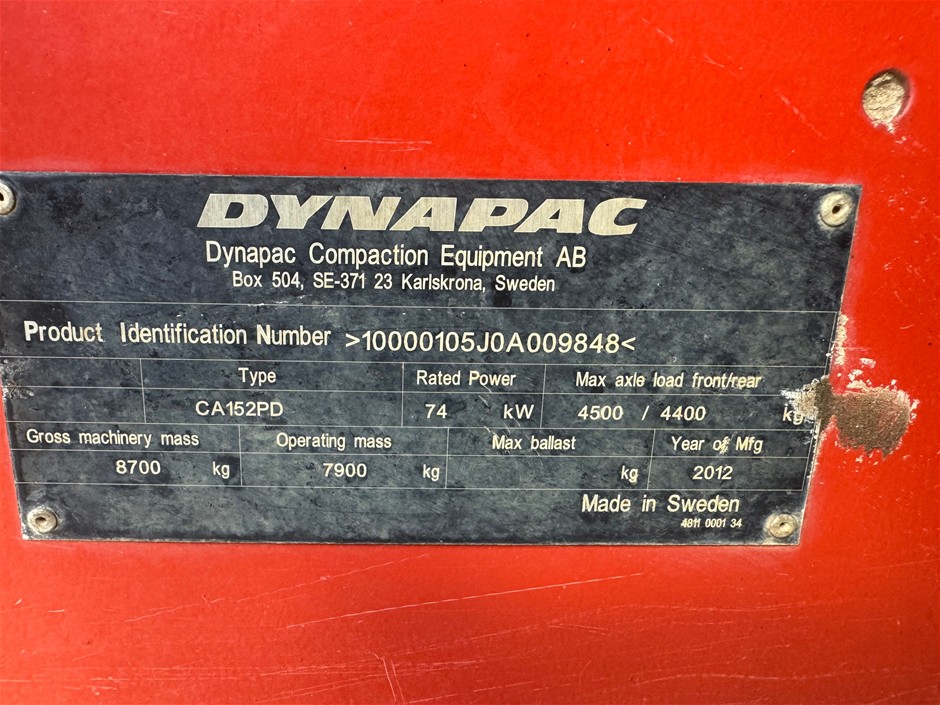 DYNAPAC
Dynapac Compaction Equipment AB
Box 504, SE-371 23 Karlskrona, Sweden
Product Identification Number >10000105J0A009848<
Type Rated Power Max axle load front/rear
CA152PD 74 kW 4500 / 4400 kg
Gross machinery mass Operating mass Max ballast Year of Mfg
8700 kg 7900 kg kg 2012
Made in Sweden
4811 0001 34